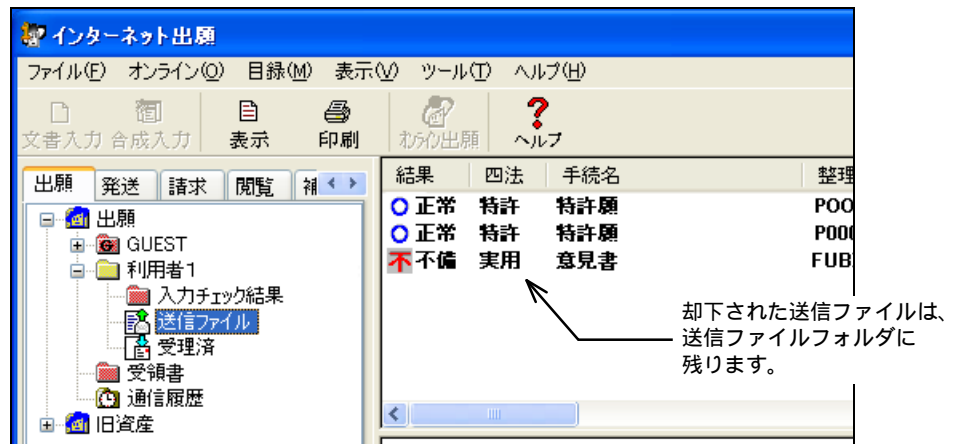 インターネット出願
ファイル(F) オンライン(O) 目録(M) 表示(V) ツール(T) ヘルプ(H)
文書入力 合成入力 表示 印刷 オンライン出願 ヘルプ
出願 発送 請求 閲覧 補
結果 四法 手続名 整理
正常 特許 特許願 POO
正常 特許 特許願 P00
不 不備 実用 意見書 FUB
出願
G GUEST
利用者1
入力チェック結果
送信ファイル
受理済
受領書
通信履歴
旧資産
却下された送信ファイルは、
送信ファイルフォルダに
残ります。